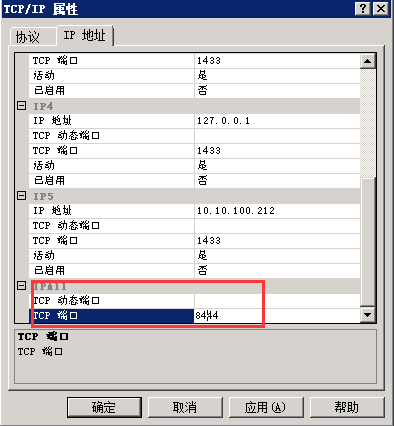 TCP/IP 属性
协议
IP 地址
TCP 端口 1433
活动 是
已启用 否
IP4
IP 地址 127.0.0.1
TCP 动态端口
TCP 端口 1433
活动 是
已启用 否
IP5
IP 地址 10.10.100.212
TCP 动态端口
TCP 端口 1433
活动 是
已启用 否
IPAll
TCP 动态端口
TCP 端口 8444
TCP 端口
TCP 端口
确定
取消
应用(A)
帮助